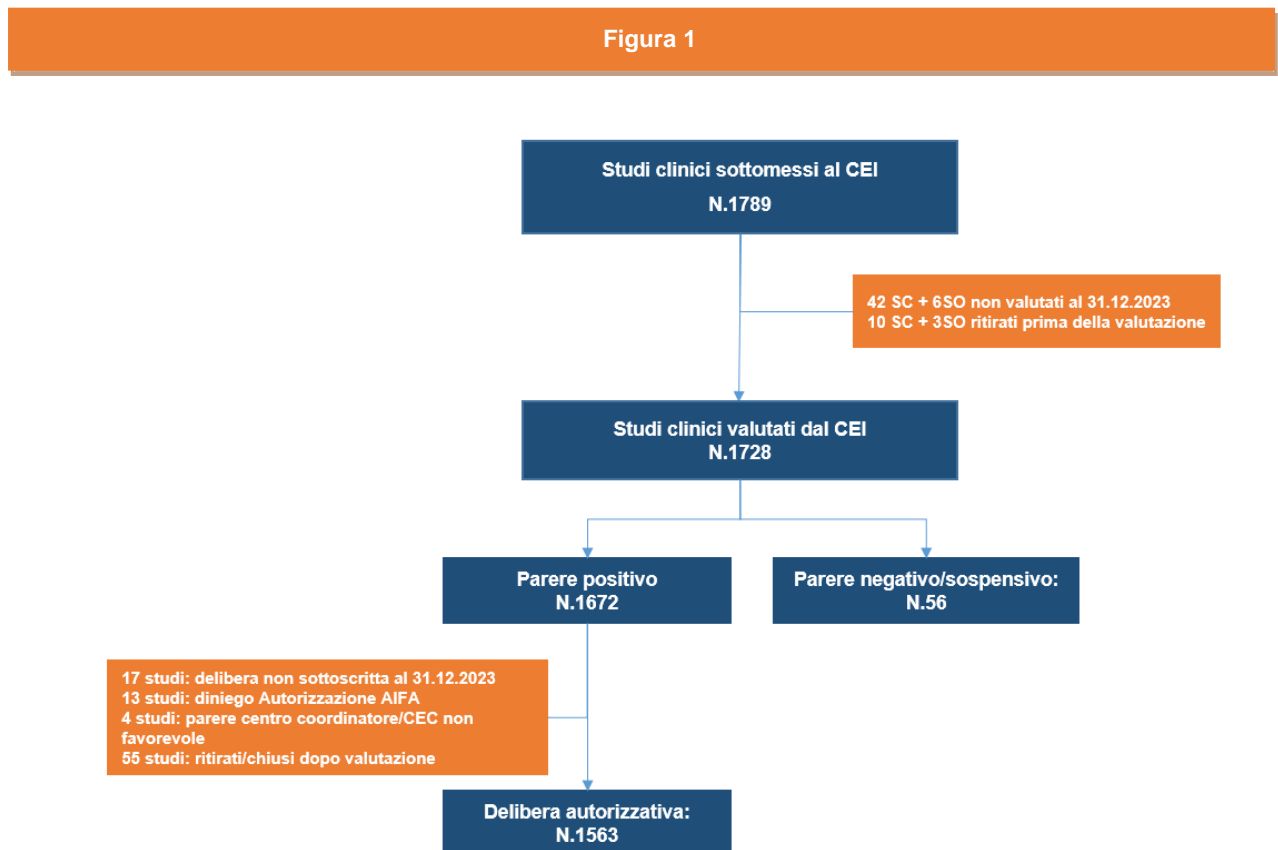 Figura 1
Studi clinici sottomessi al CEI
N.1789
42 SC + 6SO non valutati al 31.12.2023
10 SC + 3SO ritirati prima della valutazione
Studi clinici valutati dal CEI
N.1728
Parere positivo
N.1672
Parere negativo/sospensivo:
N.56
17 studi: delibera non sottoscritta al 31.12.2023
13 studi: diniego Autorizzazione AIFA
4 studi: parere centro coordinatore/CEC non
favorevole
55 studi: ritirati/chiusi dopo valutazione
Delibera autorizzativa:
N.1563